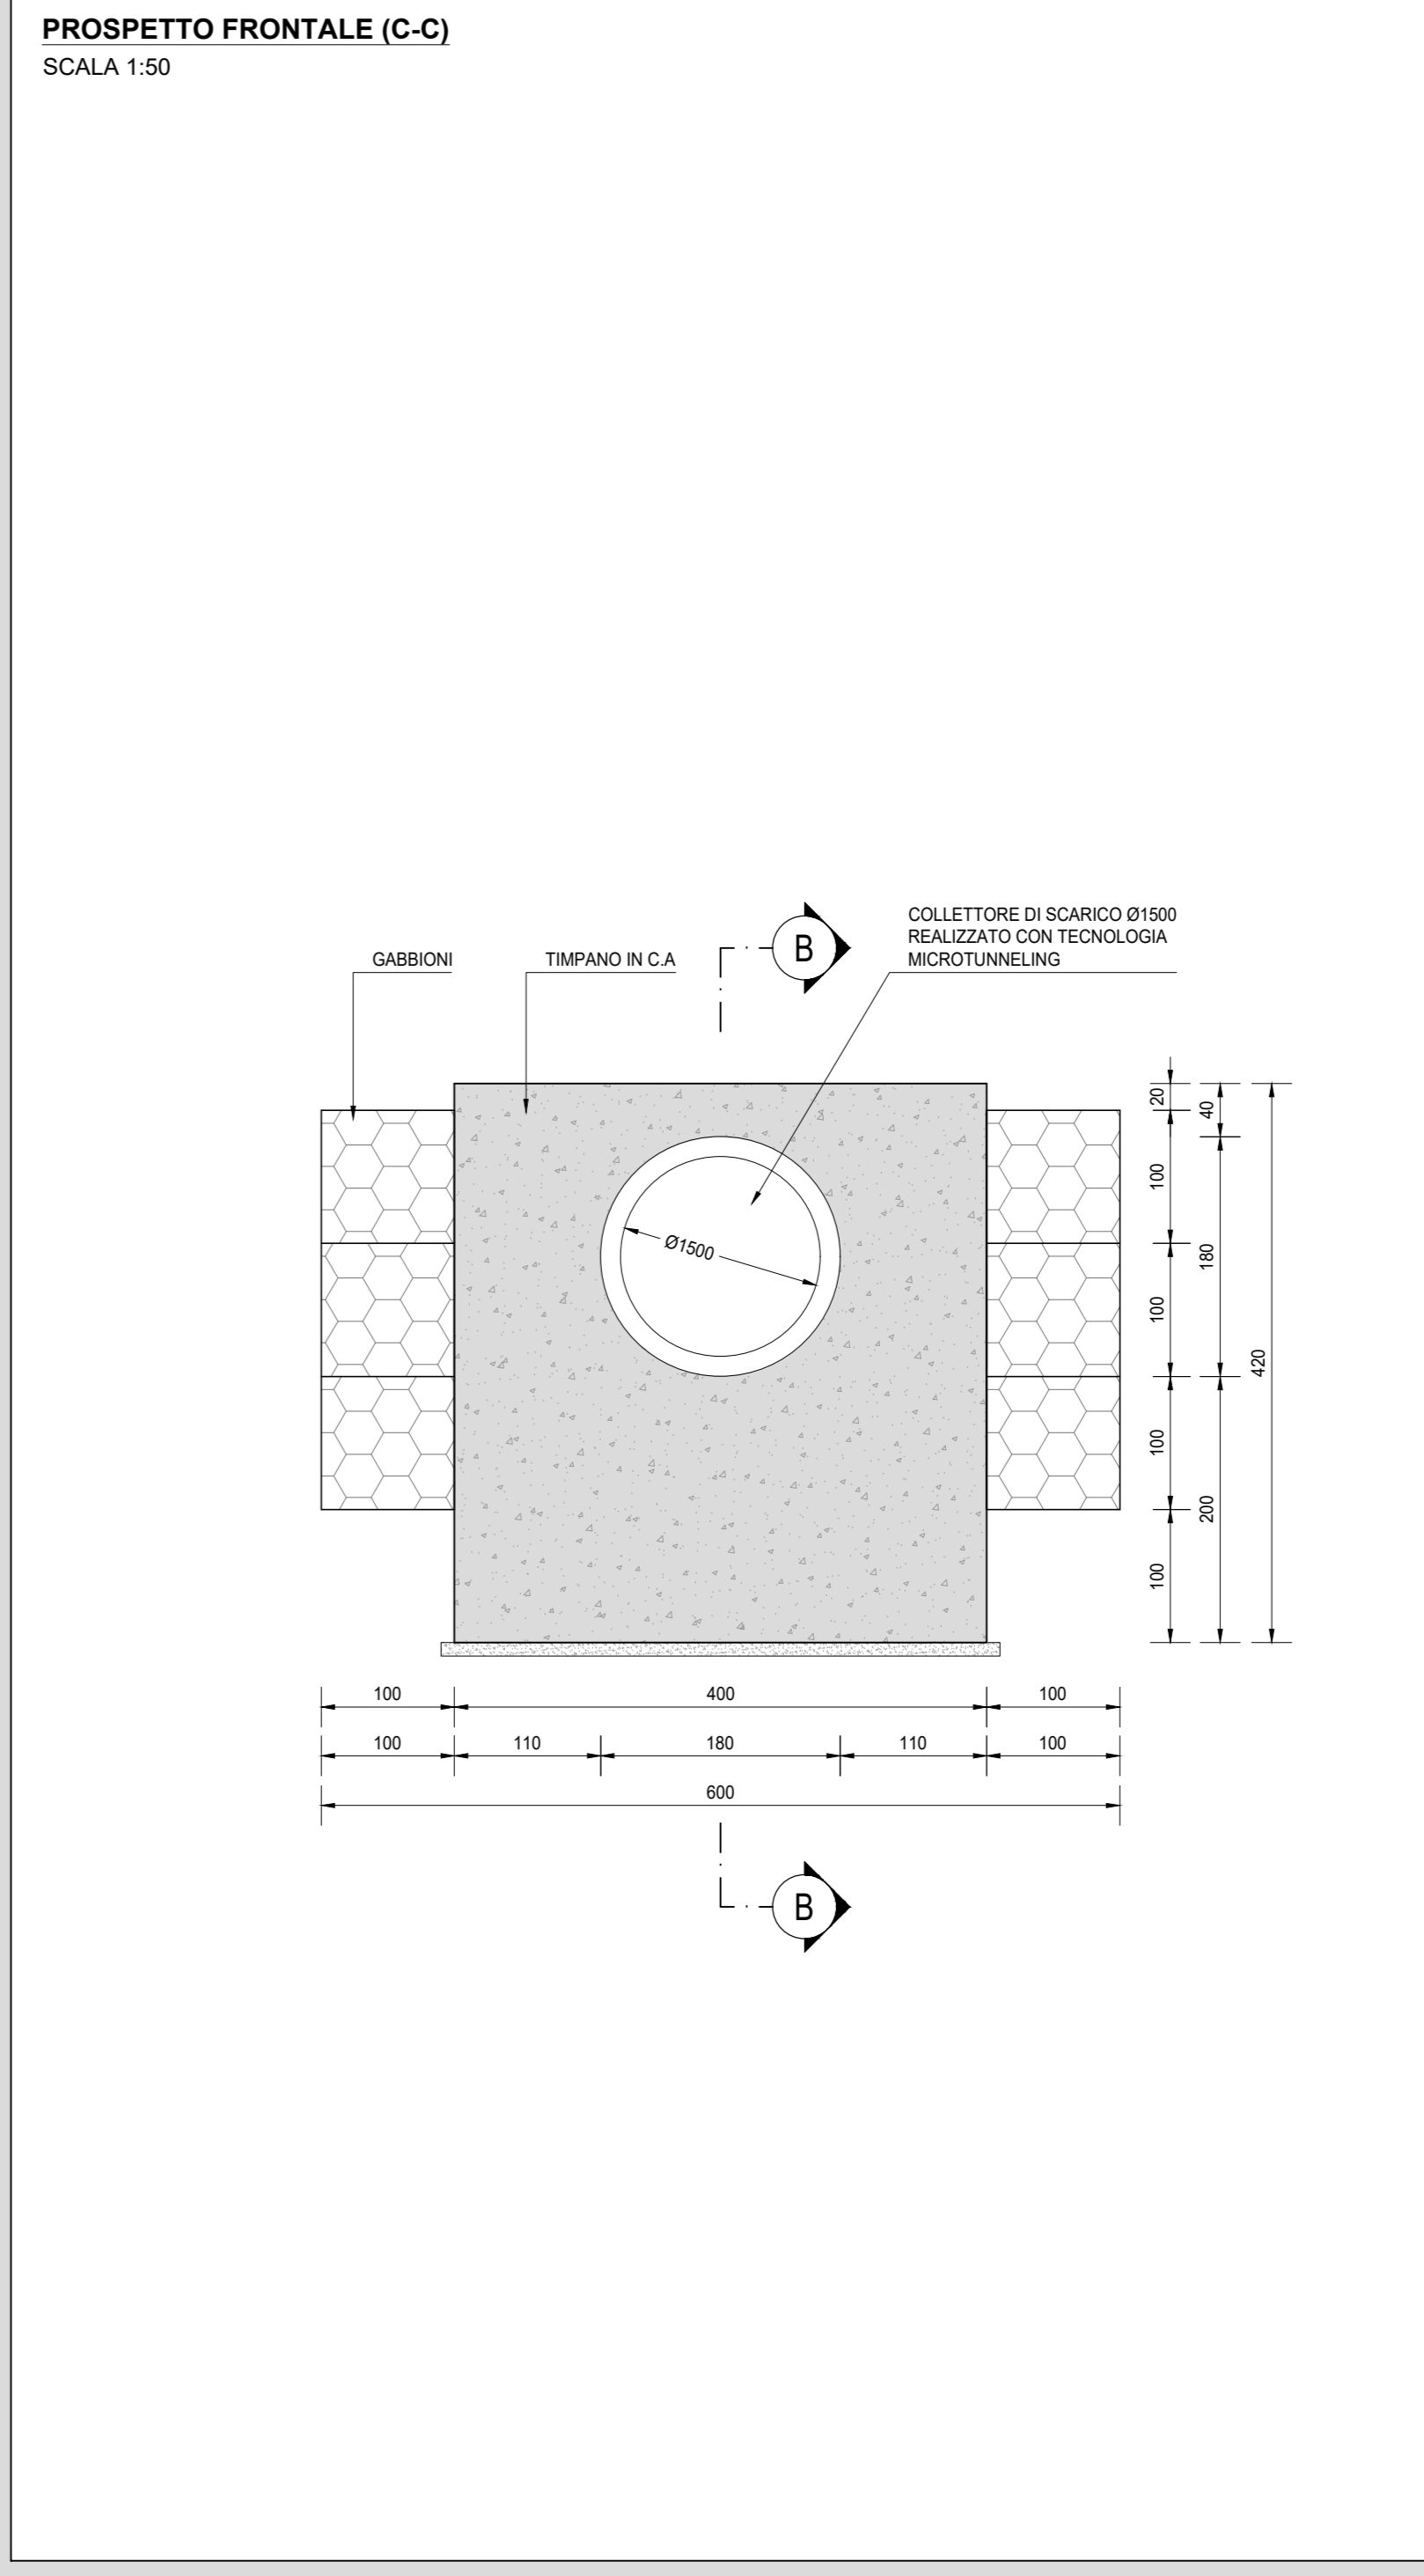 PROSPETTO FRONTALE (C-C)
SCALA 1:50
COLLETTORE DI SCARICO Ø1500
REALIZZATO CON TECNOLOGIA
MICROTUNNELING
GABBIONI
TIMPANO IN C.A
B
Ø1500
20
100
100
100
100
40
180
200
420
100
400
100
100
110
180
110
100
600
B